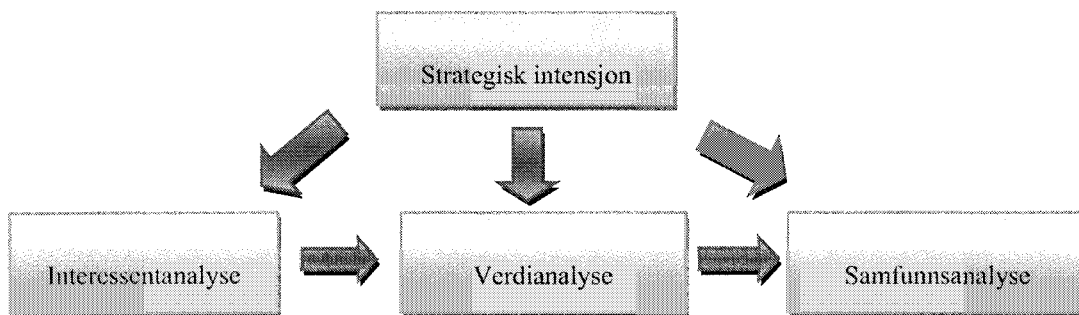 Strategisk intensjon
Interessentanalyse
Verdianalyse
Samfunnsanalyse